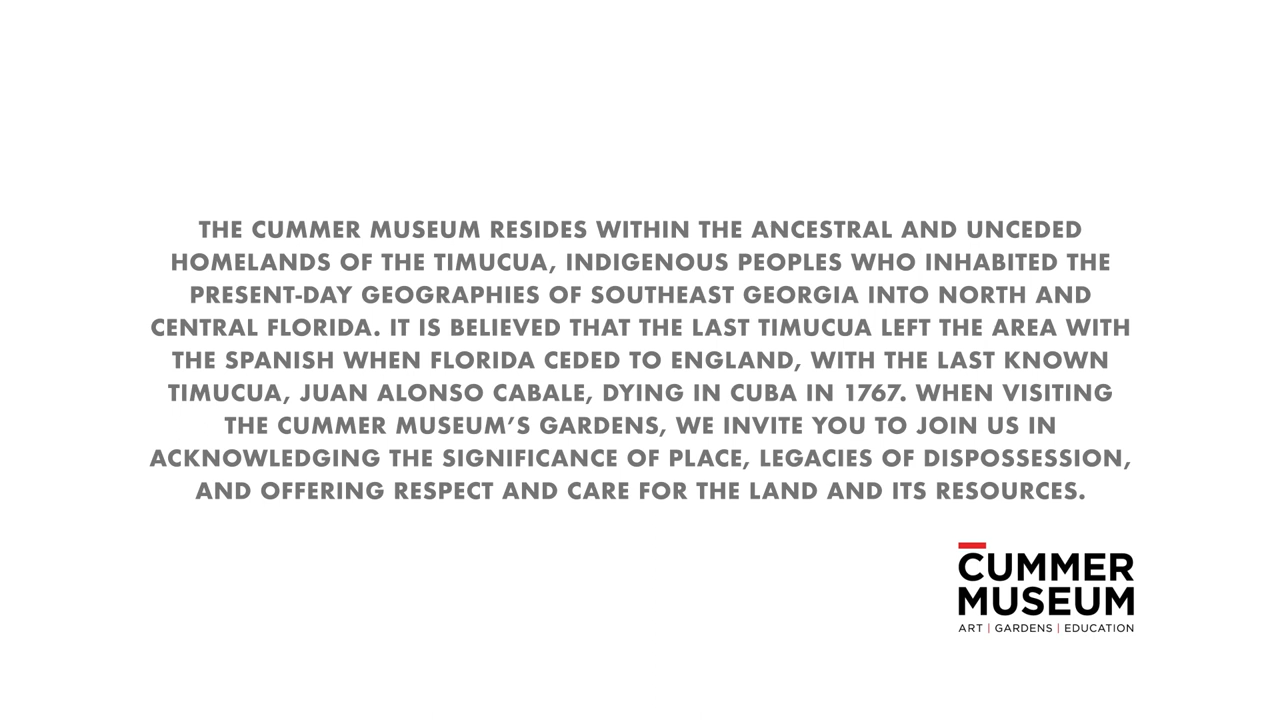 THE CUMMER MUSEUM RESIDES WITHIN THE ANCESTRAL AND UNCEDED
HOMELANDS OF THE TIMUCUA, INDIGENOUS PEOPLES WHO INHABITED THE
PRESENT-DAY GEOGRAPHIES OF SOUTHEAST GEORGIA INTO NORTH AND
CENTRAL FLORIDA. IT IS BELIEVED THAT THE LAST TIMUCUA LEFT THE AREA WITH
THE SPANISH WHEN FLORIDA CEDED TO ENGLAND, WITH THE LAST KNOWN
TIMUCUA, JUAN ALONSO CABALE, DYING IN CUBA IN 1767. WHEN VISITING
THE CUMMER MUSEUM’S GARDENS, WE INVITE YOU TO JOIN US IN
ACKNOWLEDGING THE SIGNIFICANCE OF PLACE, LEGACIES OF DISPOSSESSION,
AND OFFERING RESPECT AND CARE FOR THE LAND AND ITS RESOURCES.
CUMMER
MUSEUM
ART | GARDENS | EDUCATION